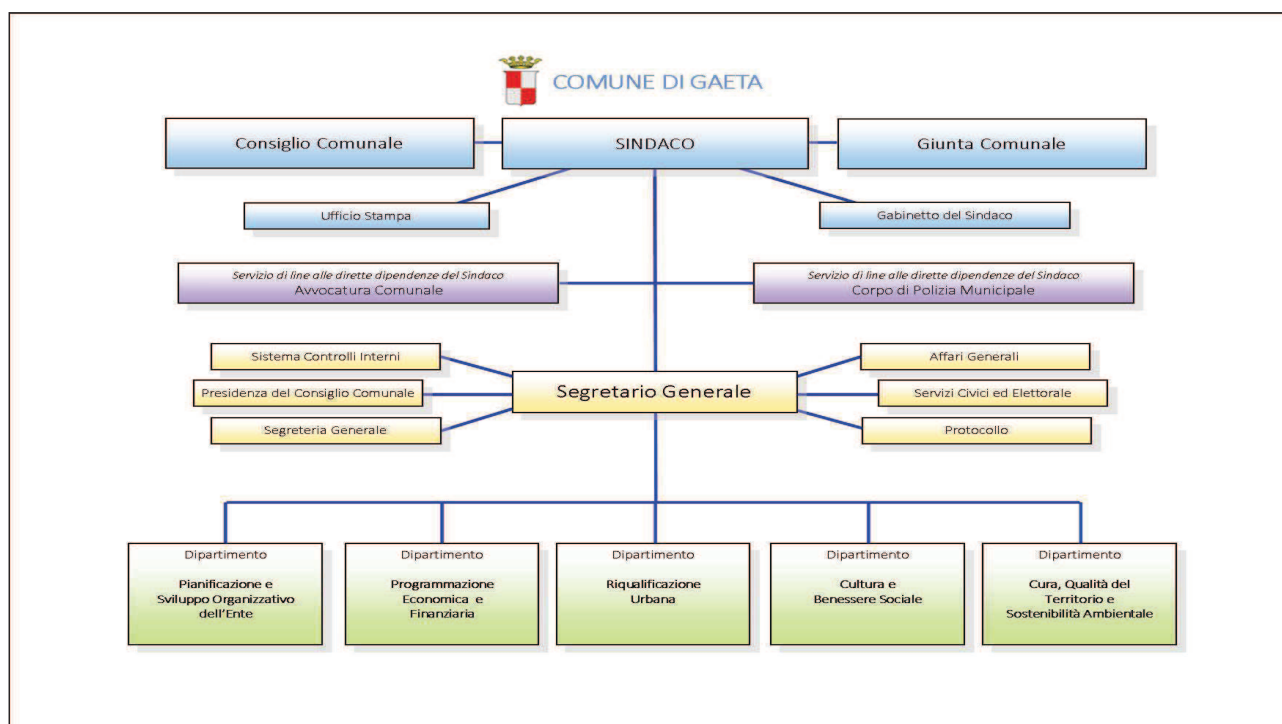 COMUNE DI GAETA
Consiglio Comunale
SINDACO
Giunta Comunale
Ufficio Stampa
Gabinetto del Sindaco
Servizio di line alle dirette dipendenze del Sindaco
Avvocatura Comunale
Servizio di line alle dirette dipendenze del Sindaco
Corpo di Polizia Municipale
Sistema Controlli Interni
Affari Generali
Presidenza del Consiglio Comunale
Segretario Generale
Servizi Civici ed Elettorale
Segreteria Generale
Protocollo
Dipartimento
Pianificazione e
Sviluppo Organizzativo
dell'Ente
Dipartimento
Programmazione
Economica e
Finanziaria
Dipartimento
Riqualificazione
Urbana
Dipartimento
Cultura e
Benessere Sociale
Dipartimento
Cura, Qualità del
Territorio e
Sostenibilità Ambientale